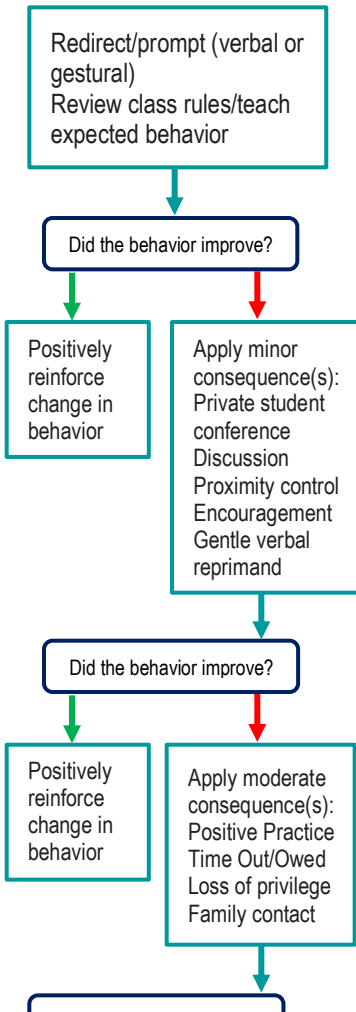 Redirect/prompt (verbal or
gestural)
Review class rules/teach
expected behavior
Did the behavior improve?
Positively
reinforce
change in
behavior
Apply minor
consequence(s):
Private student
conference
Discussion
Proximity control
Encouragement
Gentle verbal
reprimand
Did the behavior improve?
Positively
reinforce
change in
behavior
Apply moderate
consequence(s):
Positive Practice
Time Out/Owed
Loss of privilege
Family contact